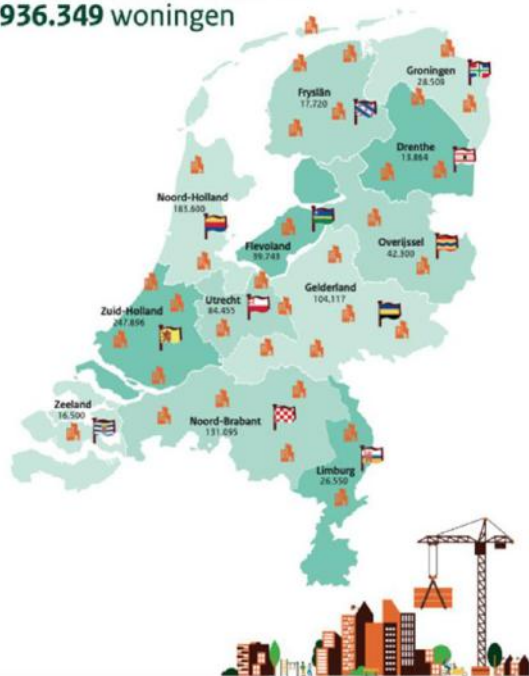 936.349 woningen
Groningen
28.509
Fryslân
17.720
Drenthe
13.864
Noord-Holland
183.600
Flevoland
39.743
Overijssel
42.300
Gelderland
104.117
Utrecht
84.455
Zuid-Holland
247.896
Zeeland
16.500
Noord-Brabant
131.095
Limburg
26.550